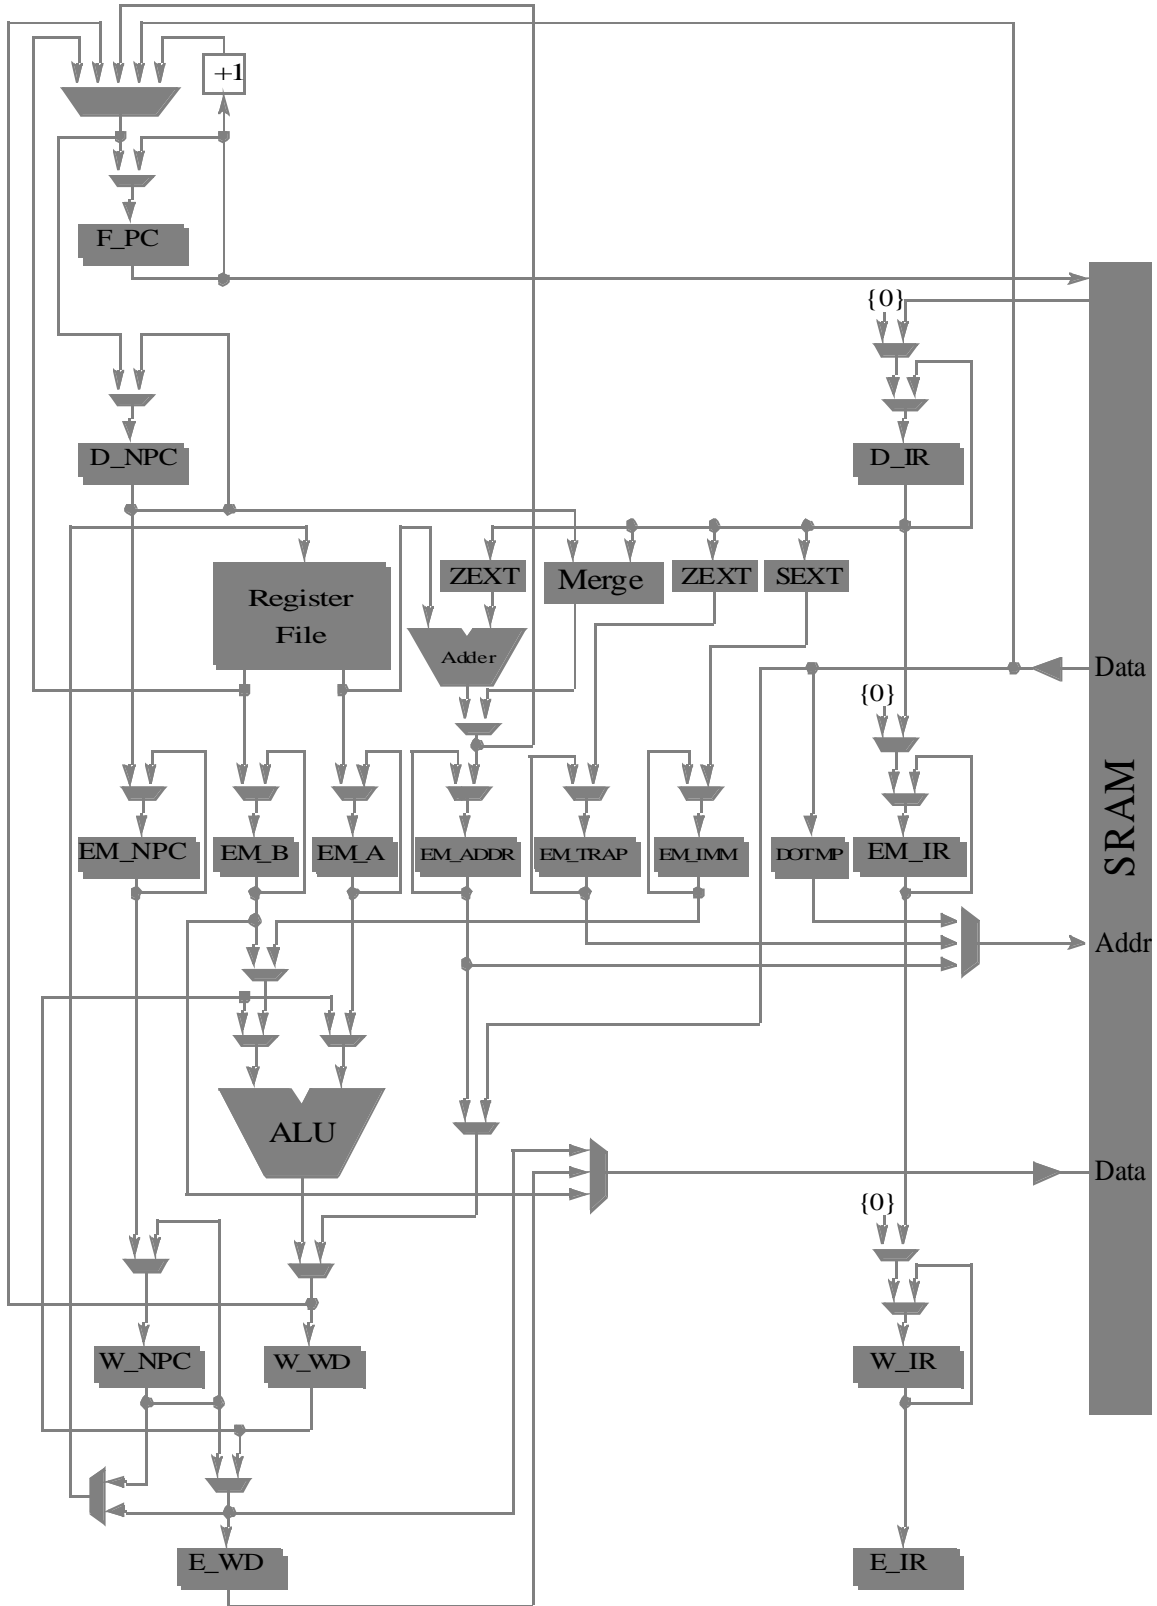 +1
F_PC
{0}
D_NPC
D_IR
ZEXT
Merge
ZEXT
SEXT
Register
File
Adder
Data
{0}
SRAM
EM_NPC
EM_B
EM_A
EM_ADDR
EM_TRAP
EM_IMM
DOTMP
EM_IR
Addr
ALU
Data
{0}
W_NPC
W_WD
W_IR
E_WD
E_IR